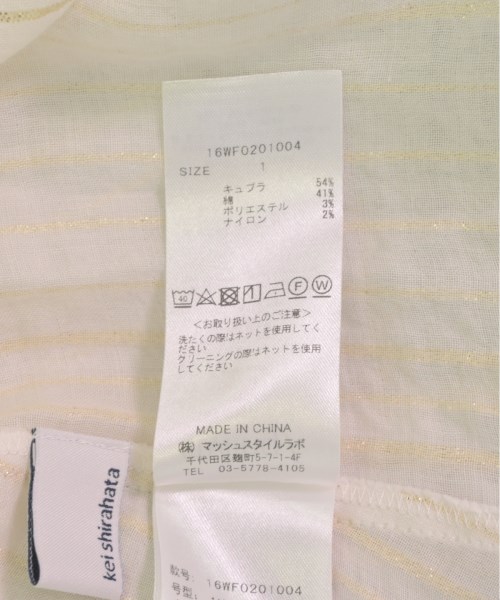 16WF0201004
SIZE 1
キュプラ 54%
綿 41%
ポリエステル 3%
ナイロン 2%
40
F W
<お取り扱い上のご注意>
洗たくの際はネットを使用してく
ださい
クリーニングの際はネットを使用
してください
MADE IN CHINA
(株) マッシュスタイルラボ
千代田区麹町5-7-1-4F
TEL 03-5778-4105
kei shirahata
款号:
16WF0201004
号型: